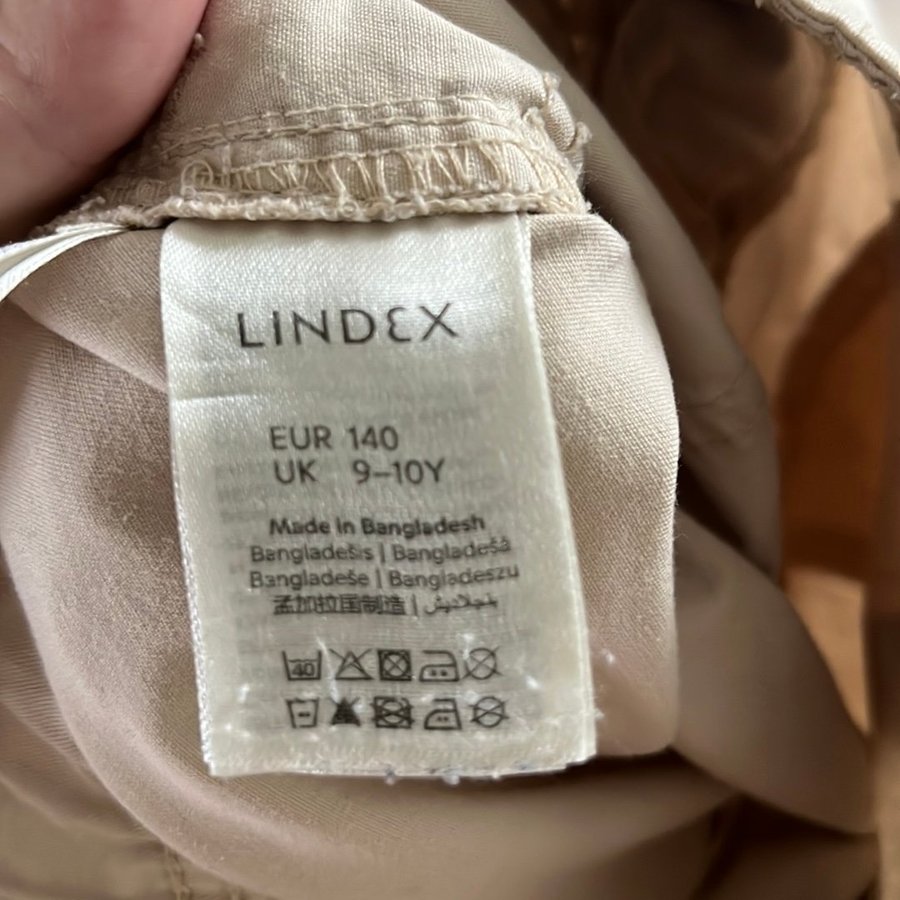 LINDEX
EUR 140
UK 9–10Y
Made in Bangladesh
Bangladešis | Bangladešā
Bangladeše | Bangladeszu
孟加拉国制造 | بنجلاديش
40